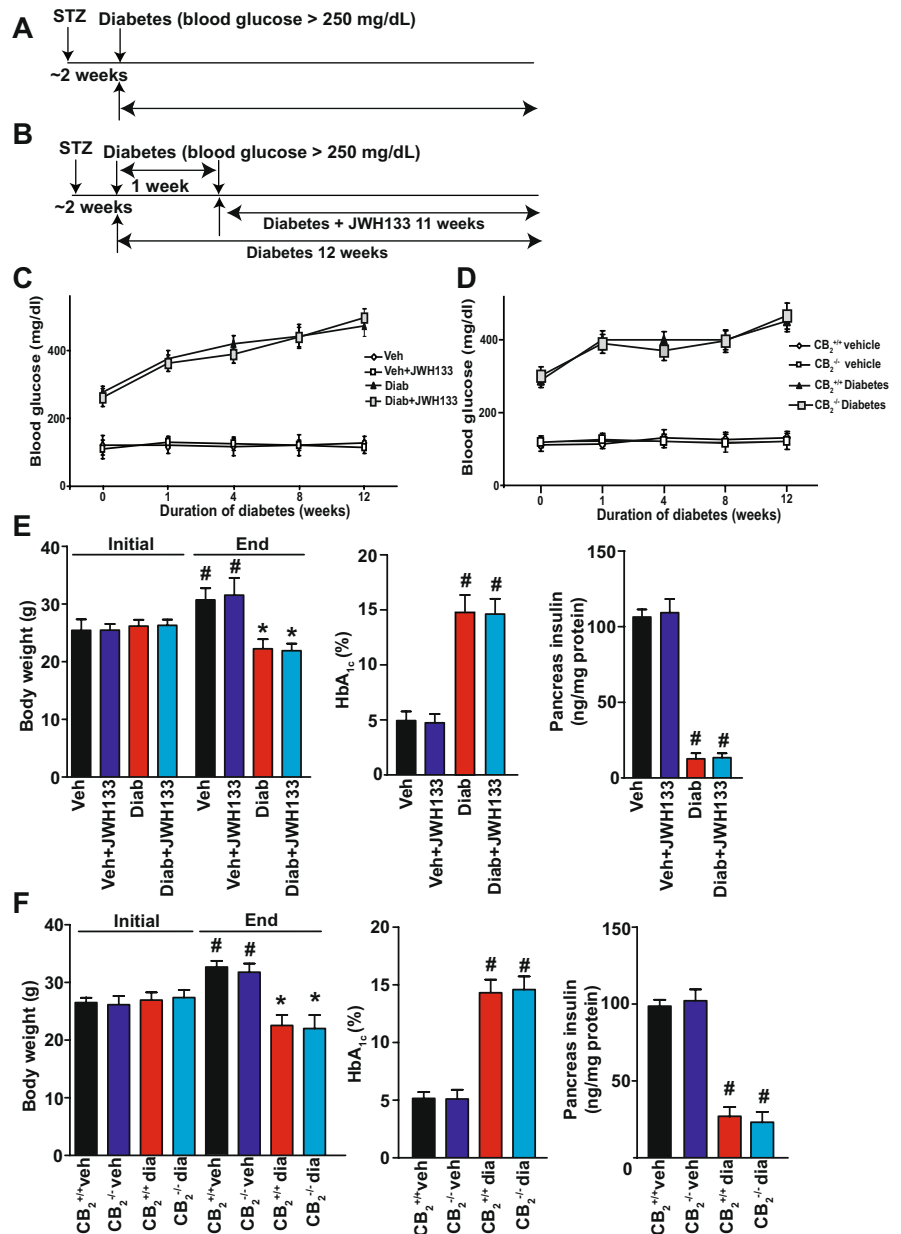 A
STZ Diabetes (blood glucose > 250 mg/dL)
~2 weeks
B
STZ Diabetes (blood glucose > 250 mg/dL)
1 week
~2 weeks
Diabetes + JWH133 11 weeks
Diabetes 12 weeks
C
Blood glucose (mg/dl)
400
200
0
0 1 4 8 12
Duration of diabetes (weeks)
Veh
Veh+JWH133
Diab
Diab+JWH133
D
Blood glucose (mg/dl)
400
200
0
0 1 4 8 12
Duration of diabetes (weeks)
CB₂⁺/⁺ vehicle
CB₂⁻/⁻ vehicle
CB₂⁺/⁺ Diabetes
CB₂⁻/⁻ Diabetes
E
Initial End
Body weight (g)
40
30
20
10
0
# # * *
Veh
Veh+JWH133
Diab
Diab+JWH133
Veh
Veh+JWH133
Diab
Diab+JWH133
HbA₁c (%)
20
15
10
5
0
# #
Veh
Veh+JWH133
Diab
Diab+JWH133
Pancreas insulin
(ng/mg protein)
150
100
50
0
# #
Veh
Veh+JWH133
Diab
Diab+JWH133
F
Initial End
Body weight (g)
40
30
20
10
0
# # * *
CB₂⁺/⁺veh
CB₂⁻/⁻veh
CB₂⁺/⁺ dia
CB₂⁻/⁻ dia
CB₂⁺/⁺veh
CB₂⁻/⁻ veh
CB₂⁺/⁺ dia
CB₂⁻/⁻ dia
HbA₁c (%)
20
15
10
5
0
# #
CB₂⁺/⁺veh
CB₂⁻/⁻ veh
CB₂⁺/⁺ dia
CB₂⁻/⁻ dia
Pancreas insulin
(ng/mg protein)
150
100
50
0
# #
CB₂⁺/⁺veh
CB₂⁻/⁻ veh
CB₂⁺/⁺ dia
CB₂⁻/⁻ dia